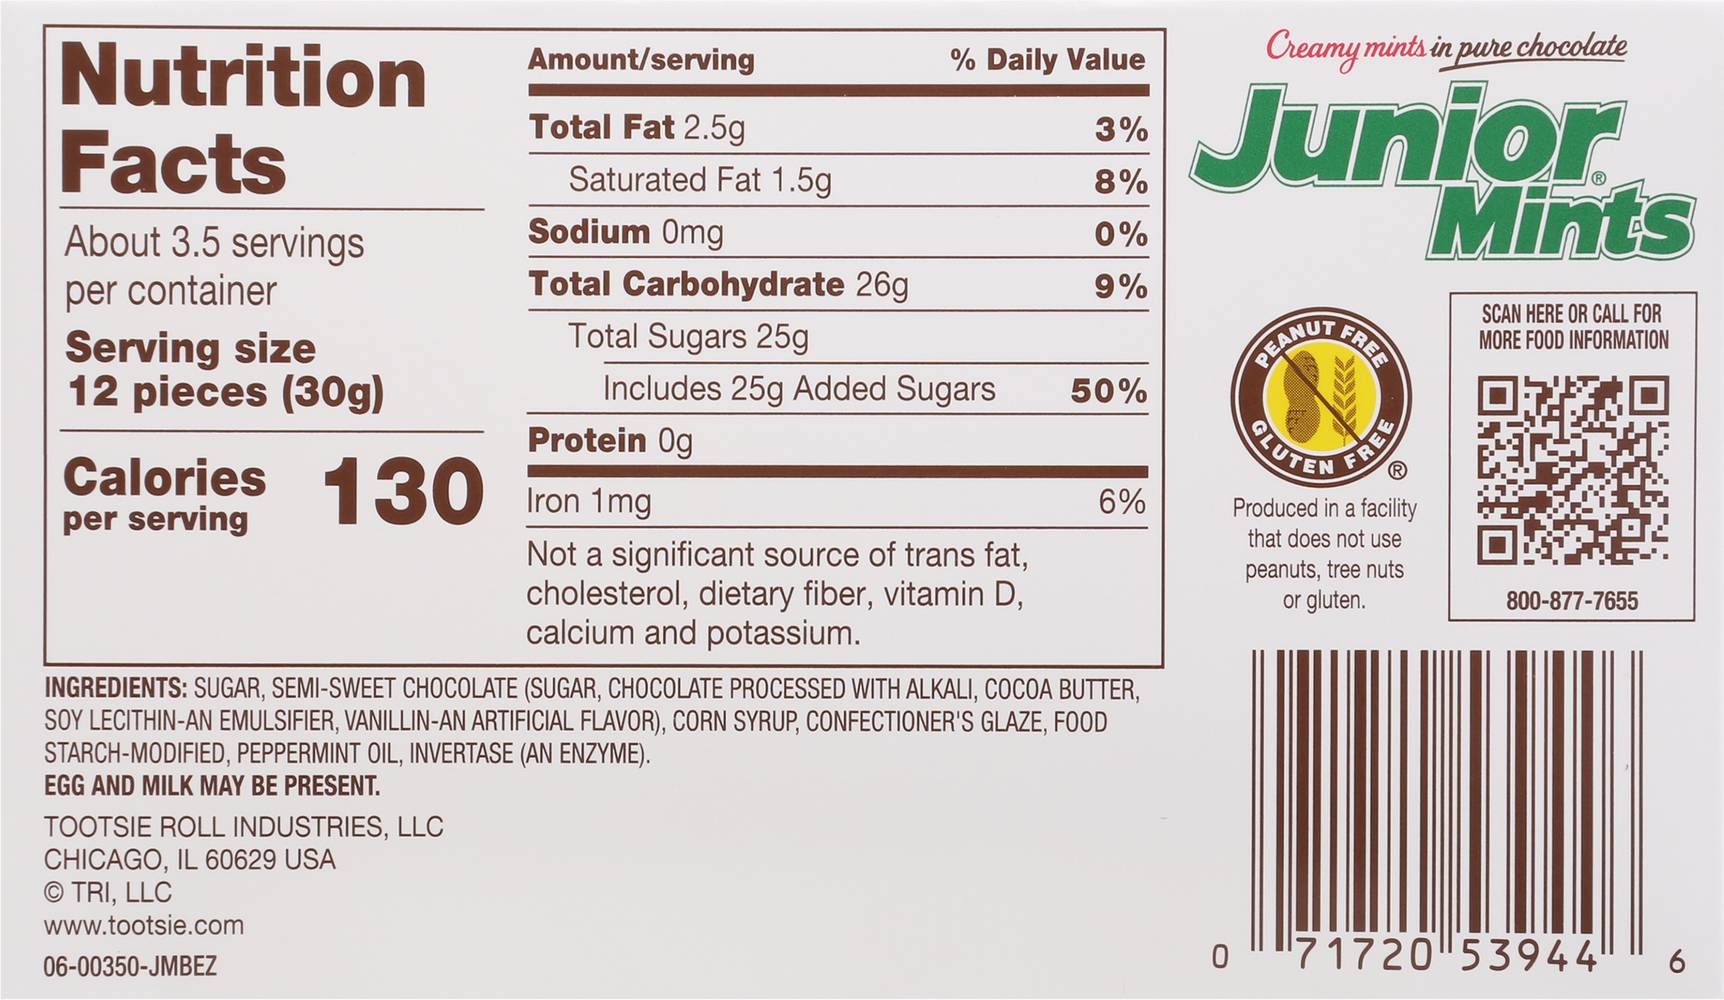 Nutrition
Facts
About 3.5 servings
per container
Serving size
12 pieces (30g)
Calories
per serving
130
Amount/serving % Daily Value
Total Fat 2.5g 3%
Saturated Fat 1.5g 8%
Sodium 0mg 0%
Total Carbohydrate 26g 9%
Total Sugars 25g
Includes 25g Added Sugars 50%
Protein 0g
Iron 1mg 6%
Not a significant source of trans fat,
cholesterol, dietary fiber, vitamin D,
calcium and potassium.
INGREDIENTS: SUGAR, SEMI-SWEET CHOCOLATE (SUGAR, CHOCOLATE PROCESSED WITH ALKALI, COCOA BUTTER,
SOY LECITHIN-AN EMULSIFIER, VANILLIN-AN ARTIFICIAL FLAVOR), CORN SYRUP, CONFECTIONER'S GLAZE, FOOD
STARCH-MODIFIED, PEPPERMINT OIL, INVERTASE (AN ENZYME).
EGG AND MILK MAY BE PRESENT.
TOOTSIE ROLL INDUSTRIES, LLC
CHICAGO, IL 60629 USA
© TRI, LLC
www.tootsie.com
06-00350-JMBEZ
Creamy mints in pure chocolate
Junior
Mints®
PEANUT FREE
GLUTEN FREE
®
Produced in a facility
that does not use
peanuts, tree nuts
or gluten.
SCAN HERE OR CALL FOR
MORE FOOD INFORMATION
800-877-7655
0 71720 53944 6